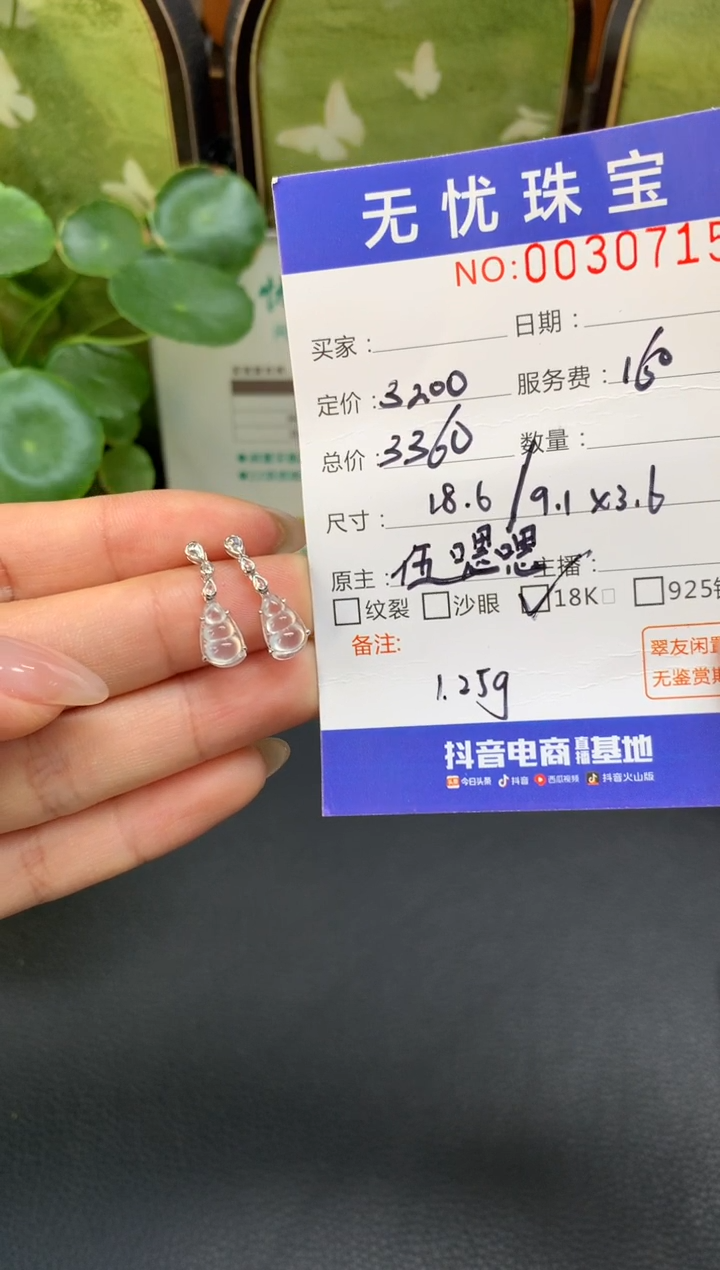 无忧珠宝
NO:0030715
买家：
日期：
定价：3200
服务费：160
总价：3360
数量：
尺寸：18.6/9.1×3.6
原主：伍嗯嗯
主播：
□纹裂 □沙眼 ☑18K□ □925
备注:
翠友闲置
无鉴赏期
1.25g
抖音电商直播基地
今日头条 抖音 西瓜视频 抖音火山版